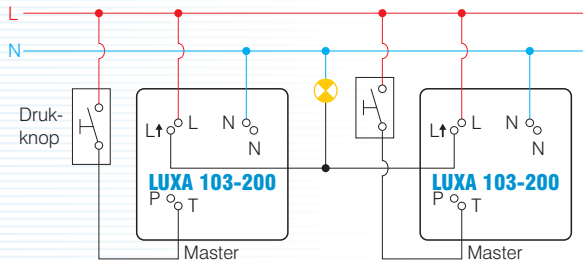 L
N
Druk-
knop
L↑ L N
N
LUXA 103-200
P T
Master
L↑ L N
N
LUXA 103-200
P T
Master